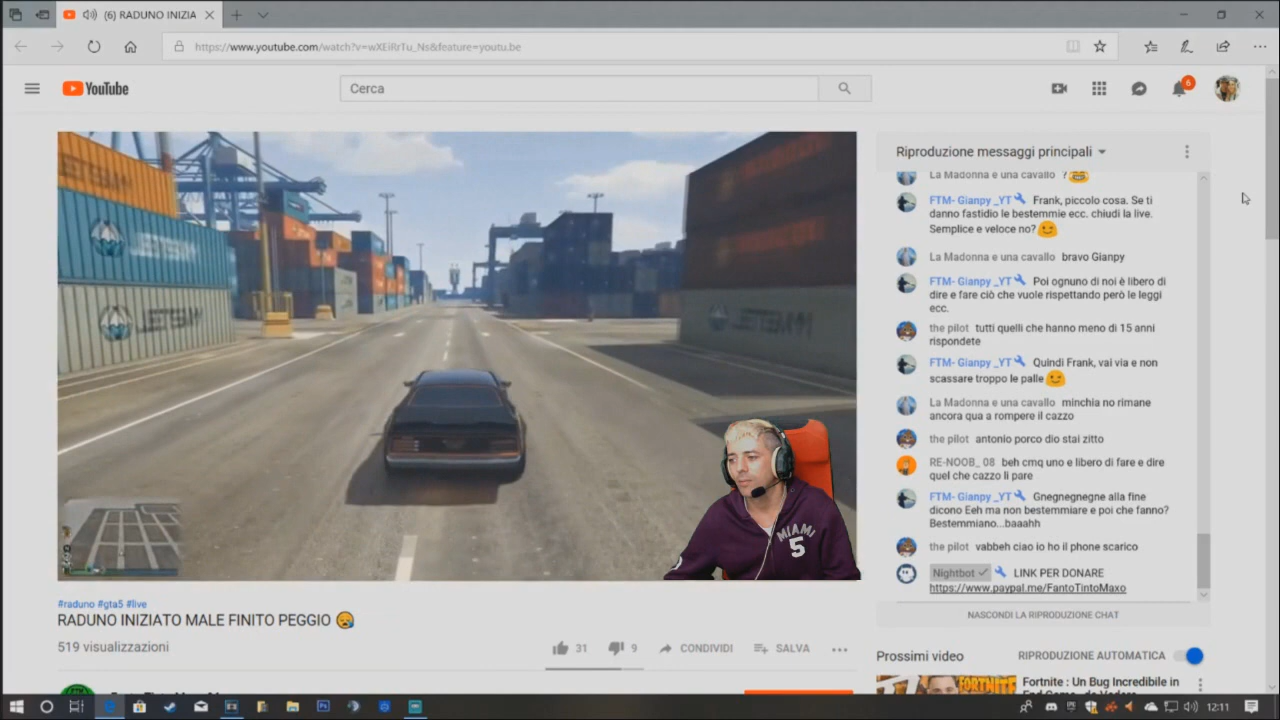 (6) RADUNO INIZIA
https://www.youtube.com/watch?v=wXEiRrTu_Ns&feature=youtu.be
YouTube
Cerca
6
JETSAM
JETSAM
JETSAM
MIAMI
5
Riproduzione messaggi principali
La Madonna e una cavallo ?😂
FTM- Gianpy _YT Frank, piccolo cosa. Se ti
danno fastidio le bestemmie ecc. chiudi la live.
Semplice e veloce no?😉
La Madonna e una cavallo bravo Gianpy
FTM- Gianpy _YT Poi ognuno di noi è libero di
dire e fare ciò che vuole rispettando però le leggi
ecc.
the pilot tutti quelli che hanno meno di 15 anni
rispondete
FTM- Gianpy _YT Quindi Frank, vai via e non
scassare troppo le palle😉
La Madonna e una cavallo minchia no rimane
ancora qua a rompere il cazzo
the pilot antonio porco dio stai zitto
RE-NOOB_ 08 beh cmq uno e libero di fare e dire
quel che cazzo li pare
FTM- Gianpy _YT Gnegnegnegne alla fine
dicono Eeh ma non bestemmiare e poi che fanno?
Bestemmiano...baaahh
the pilot vabbeh ciao io ho il phone scarico
Nightbot ✓ LINK PER DONARE
https://www.paypal.me/FantoTintoMaxo
NASCONDI LA RIPRODUZIONE CHAT
#raduno #gta5 #live
RADUNO INIZIATO MALE FINITO PEGGIO 😪
519 visualizzazioni
31
9
CONDIVIDI
SALVA
Prossimi video
RIPRODUZIONE AUTOMATICA
FORTNITE
Fortnite : Un Bug Incredibile in
12:11